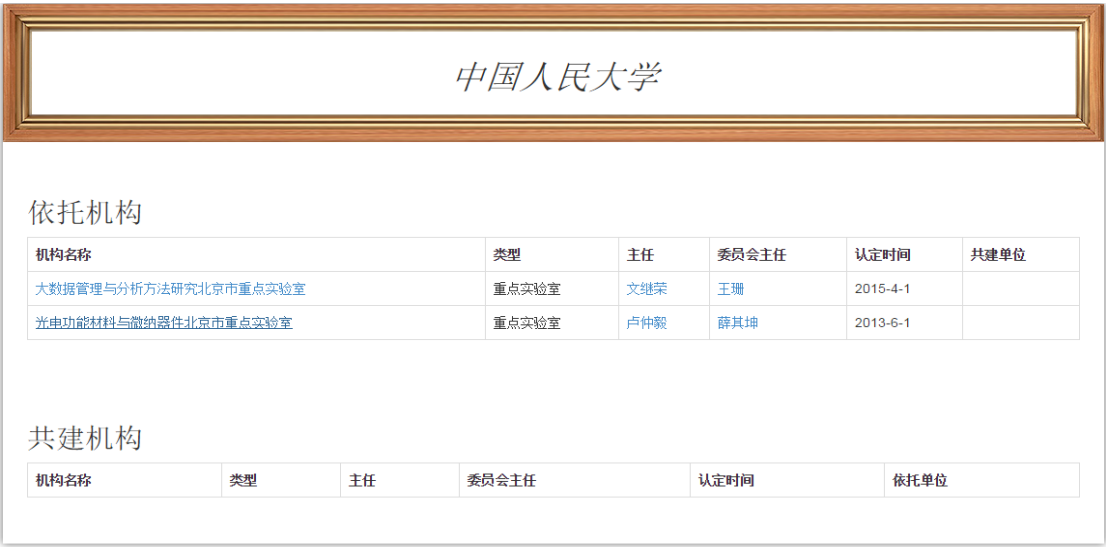 中国人民大学
依托机构
机构名称 类型 主任 委员会主任 认定时间 共建单位
大数据管理与分析方法研究北京市重点实验室 重点实验室 文继荣 王珊 2015-4-1
光电功能材料与微纳器件北京市重点实验室 重点实验室 卢仲毅 薛其坤 2013-6-1
共建机构
机构名称 类型 主任 委员会主任 认定时间 依托单位